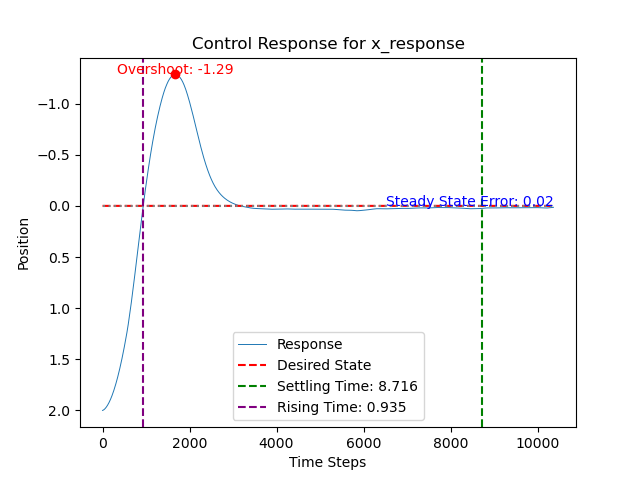 Control Response for x_response
Overshoot: -1.29
−1.0
−0.5
0.0
0.5
1.0
1.5
2.0
Position
Steady State Error: 0.02
Response
Desired State
Settling Time: 8.716
Rising Time: 0.935
0 2000 4000 6000 8000 10000
Time Steps